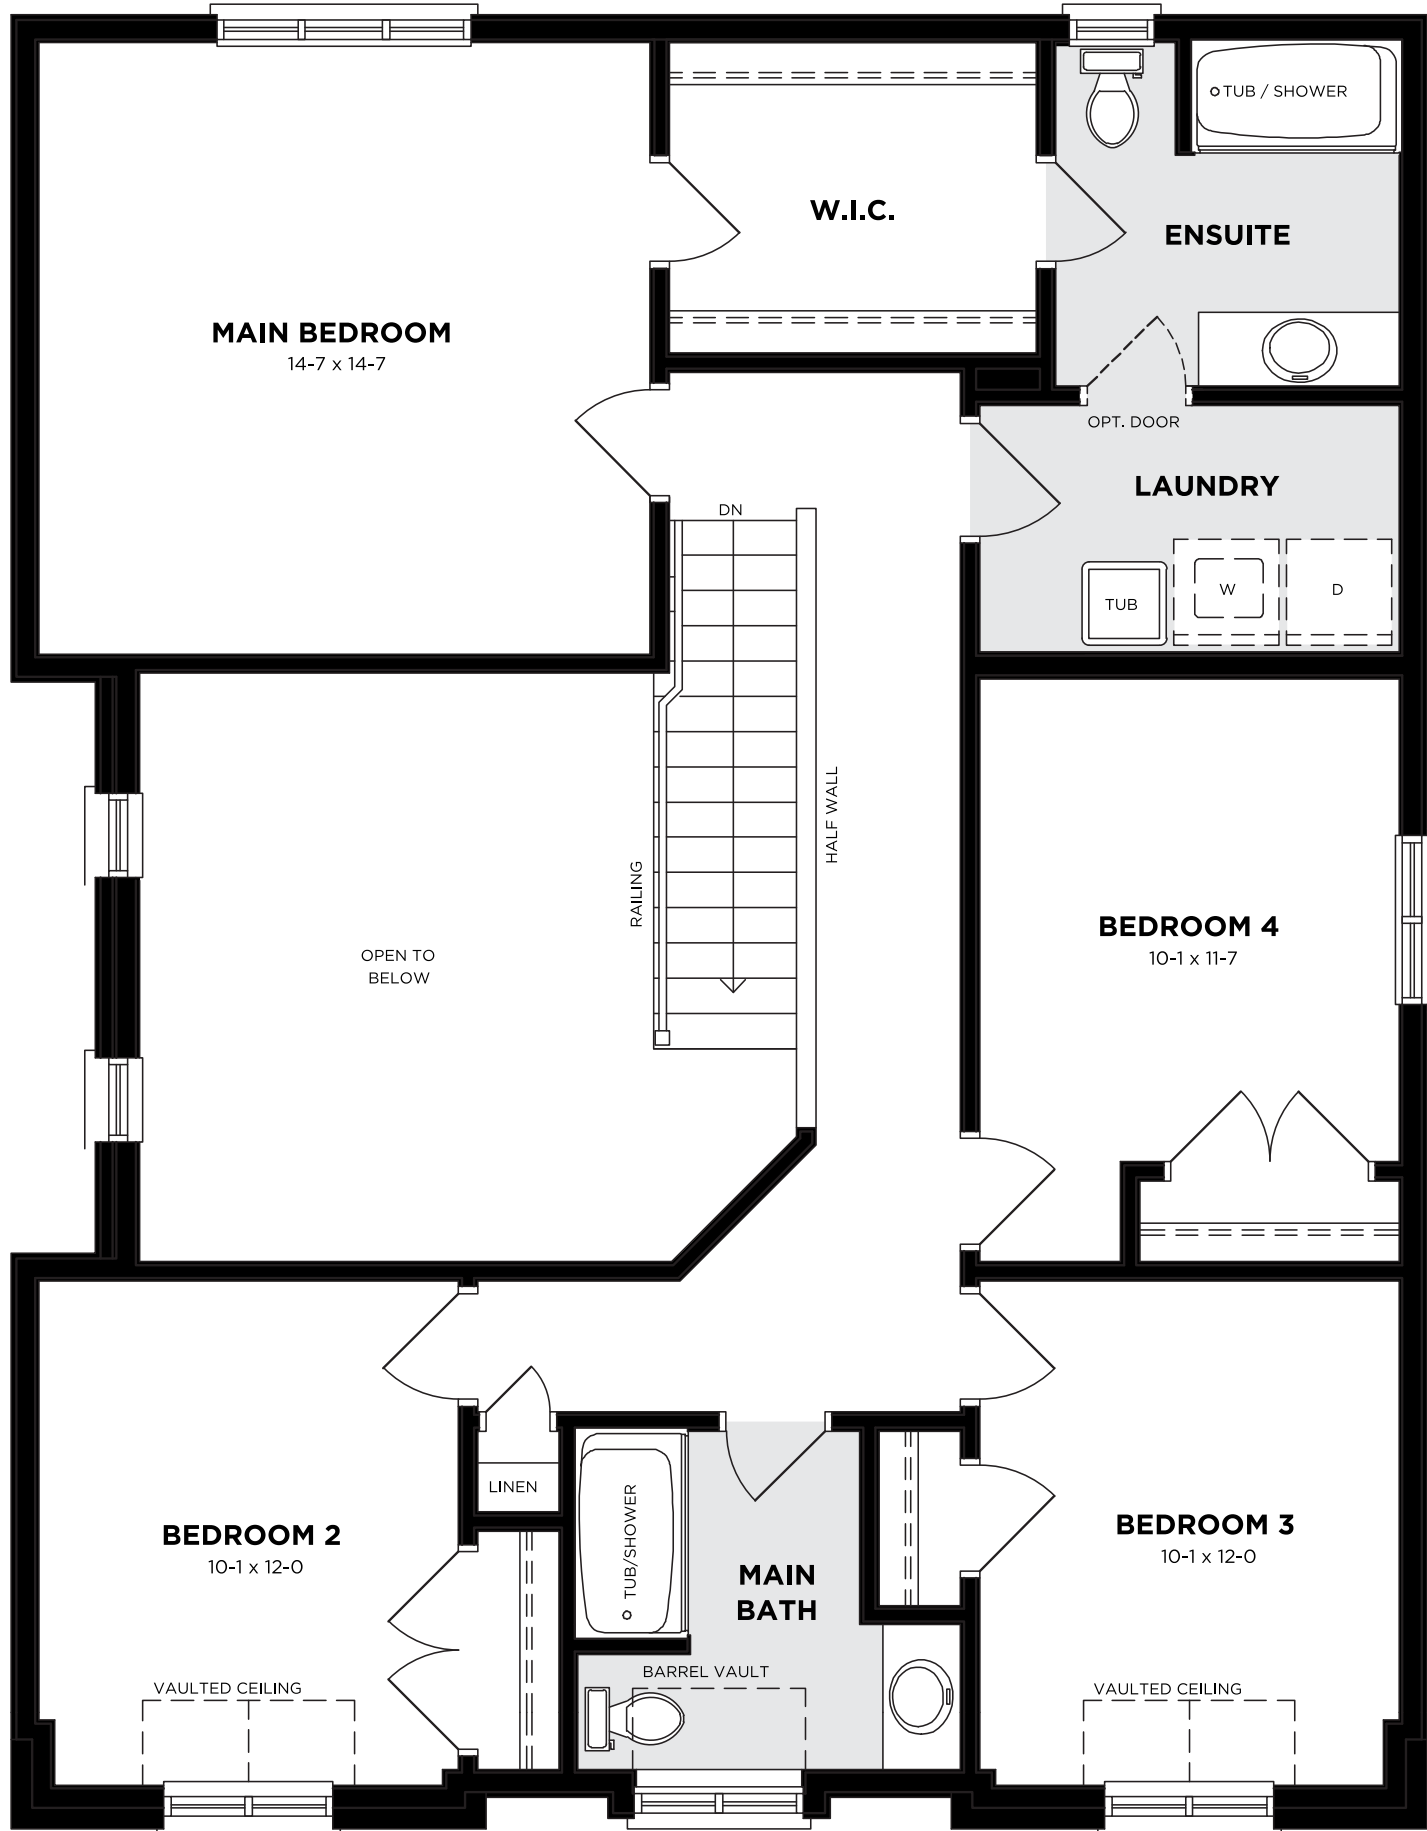 TUB / SHOWER
W.I.C.
ENSUITE
MAIN BEDROOM
14-7 x 14-7
OPT. DOOR
LAUNDRY
DN
TUB
W
D
HALF WALL
RAILING
OPEN TO
BELOW
BEDROOM 4
10-1 x 11-7
LINEN
BEDROOM 2
10-1 x 12-0
TUB/SHOWER
MAIN
BATH
BEDROOM 3
10-1 x 12-0
VAULTED CEILING
BARREL VAULT
VAULTED CEILING